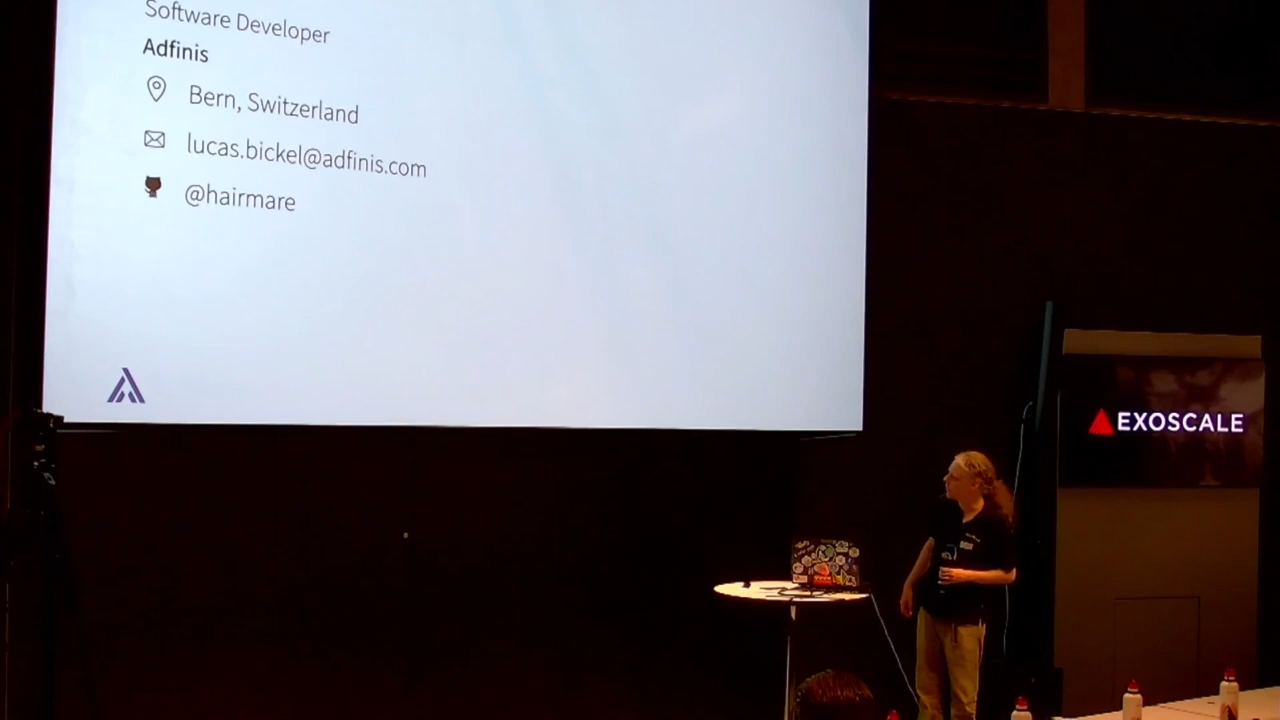 Software Developer
Adfinis
Bern, Switzerland
lucas.bickel@adfinis.com
@hairmare
EXOSCALE